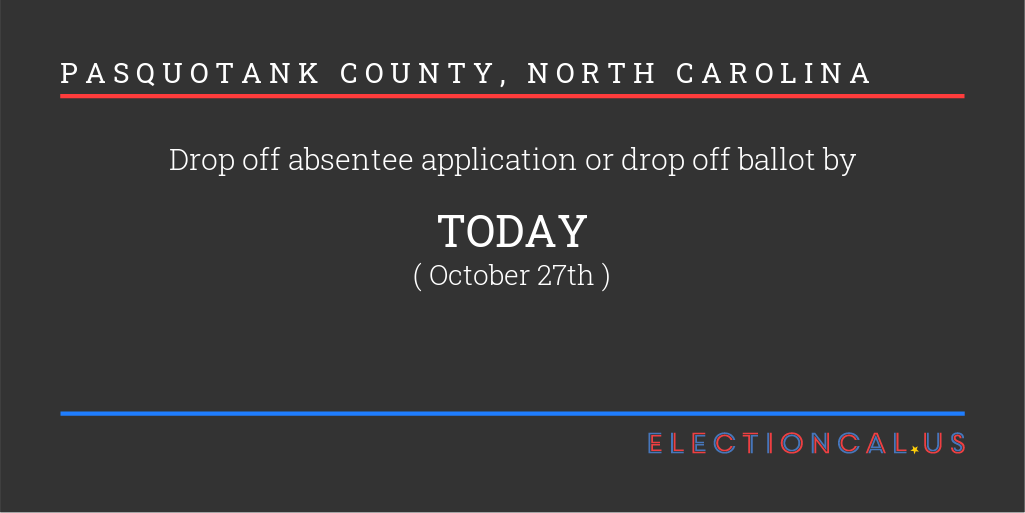 PASQUOTANK COUNTY, NORTH CAROLINA
Drop off absentee application or drop off ballot by
TODAY
( October 27th )
ELECTIONCAL.US